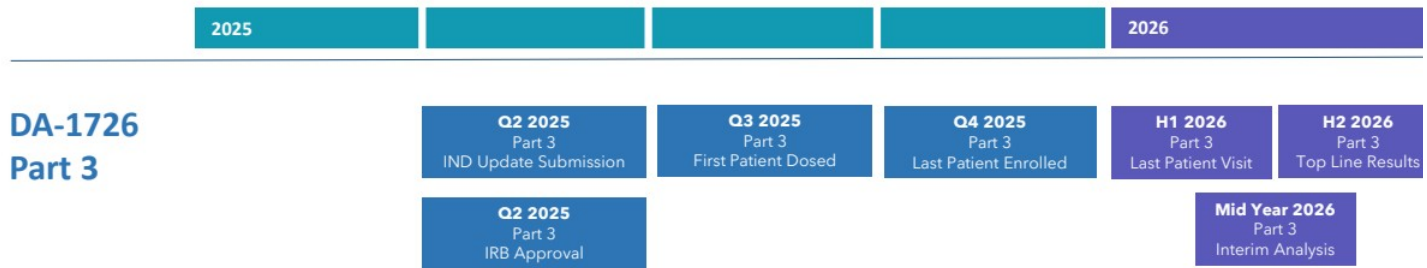 2025
2026
DA-1726
Part 3
Q2 2025
Part 3
IND Update Submission
Q3 2025
Part 3
First Patient Dosed
Q4 2025
Part 3
Last Patient Enrolled
H1 2026
Part 3
Last Patient Visit
H2 2026
Part 3
Top Line Results
Q2 2025
Part 3
IRB Approval
Mid Year 2026
Part 3
Interim Analysis